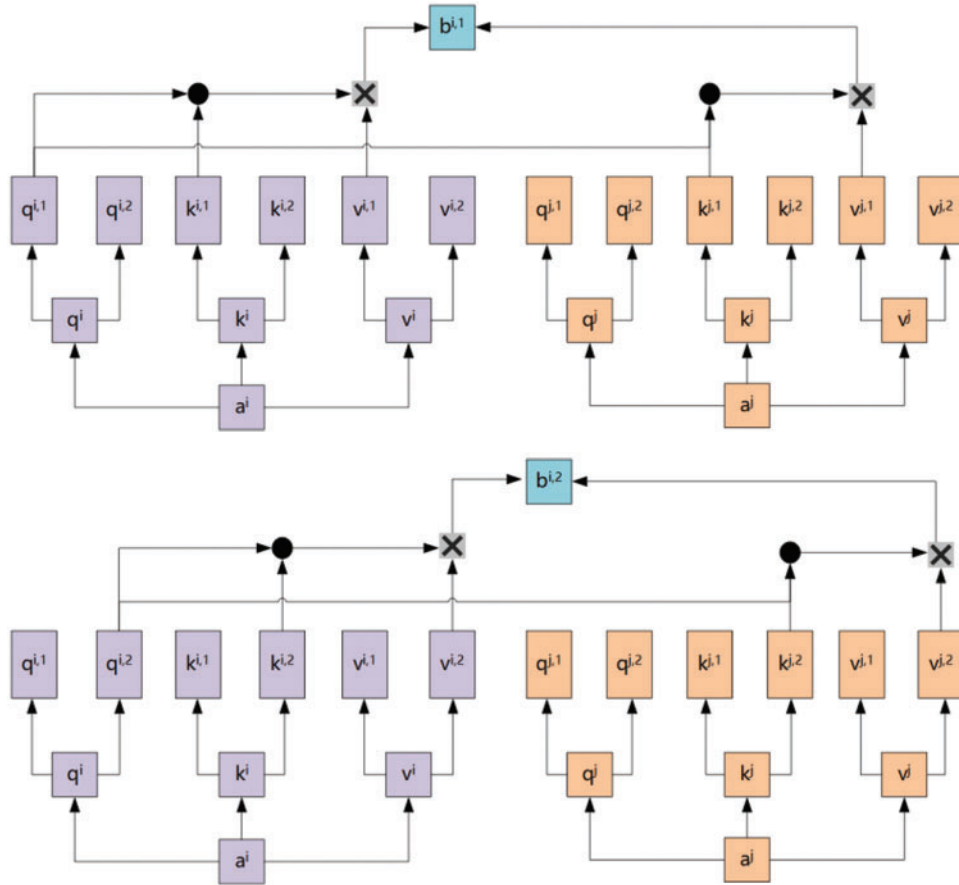 b^{i,1}
q^{i,1} q^{i,2} k^{i,1} k^{i,2} v^{i,1} v^{i,2} q^{j,1} q^{j,2} k^{j,1} k^{j,2} v^{j,1} v^{j,2}
q^i k^i v^i q^j k^j v^j
a^i a^j
b^{i,2}
q^{i,1} q^{i,2} k^{i,1} k^{i,2} v^{i,1} v^{i,2} q^{j,1} q^{j,2} k^{j,1} k^{j,2} v^{j,1} v^{j,2}
q^i k^i v^i q^j k^j v^j
a^i a^j